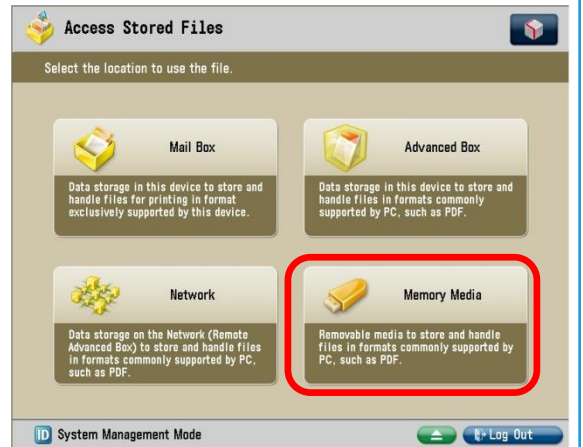 Access Stored Files
Select the location to use the file.
Mail Box
Data storage in this device to store and
handle files for printing in format
exclusively supported by this device.
Advanced Box
Data storage in this device to store and
handle files in formats commonly
supported by PC, such as PDF.
Network
Data storage on the Network (Remote
Advanced Box) to store and handle files
in formats commonly supported by PC,
such as PDF.
Memory Media
Removable media to store and handle
files in formats commonly supported by
PC, such as PDF.
ID System Management Mode
Log Out